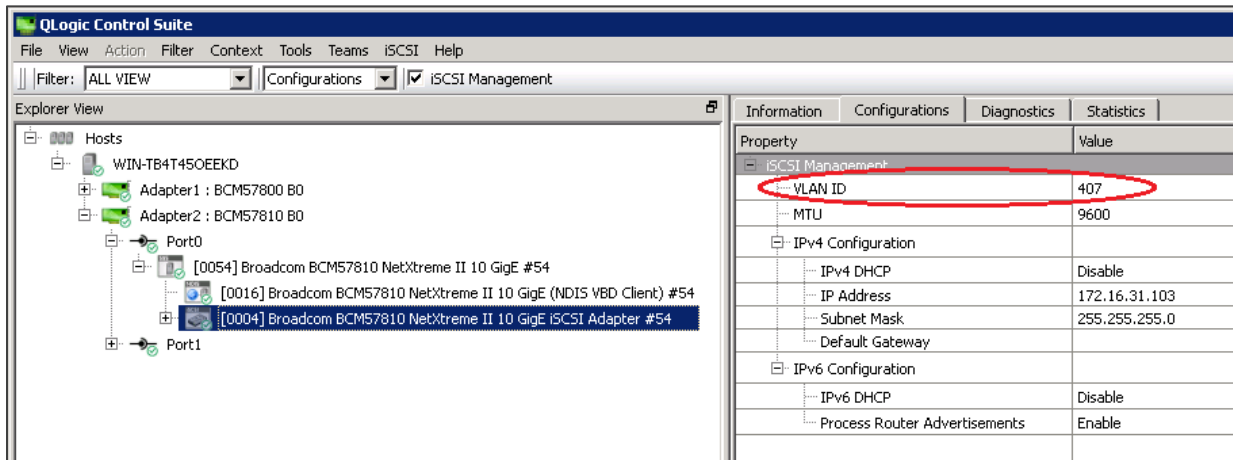 QLogic Control Suite
File View Action Filter Context Tools Teams iSCSI Help
Filter: ALL VIEW Configurations iSCSI Management
Explorer View
Hosts
WIN-TB4T45OEEKD
Adapter1 : BCM57800 B0
Adapter2 : BCM57810 B0
Port0
[0054] Broadcom BCM57810 NetXtreme II 10 GigE #54
[0016] Broadcom BCM57810 NetXtreme II 10 GigE (NDIS VBD Client) #54
[0004] Broadcom BCM57810 NetXtreme II 10 GigE iSCSI Adapter #54
Port1
Information Configurations Diagnostics Statistics
Property Value
iSCSI Management
VLAN ID 407
MTU 9600
IPv4 Configuration
IPv4 DHCP Disable
IP Address 172.16.31.103
Subnet Mask 255.255.255.0
Default Gateway
IPv6 Configuration
IPv6 DHCP Disable
Process Router Advertisements Enable